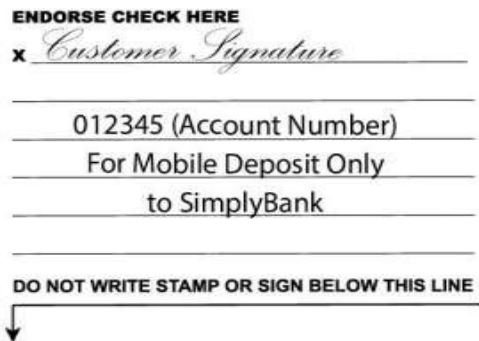 ENDORSE CHECK HERE
x Customer Signature
012345 (Account Number)
For Mobile Deposit Only
to SimplyBank
DO NOT WRITE STAMP OR SIGN BELOW THIS LINE